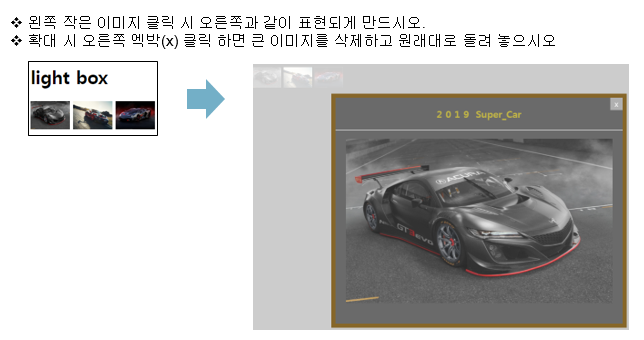 ❖ 왼쪽 작은 이미지 클릭 시 오른쪽과 같이 표현되게 만드시오.
❖ 확대 시 오른쪽 엑박(x) 클릭 하면 큰 이미지를 삭제하고 원래대로 돌려 놓으시오
light box
x
2 0 1 9 Super_Car
ACURA
GT3 EVO